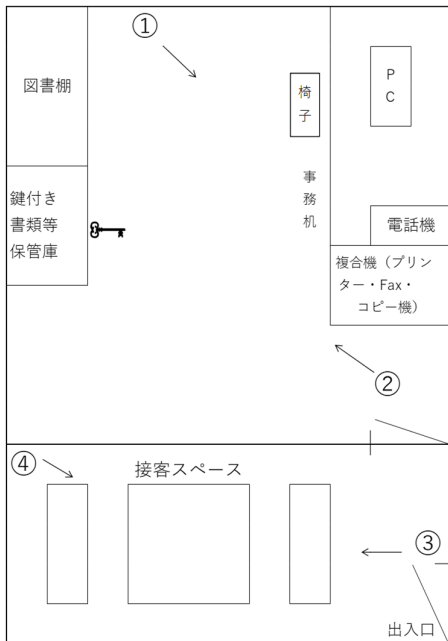 ①
図書棚
椅子
PC
鍵付き
書類等
保管庫
事務机
電話機
複合機（プリン
ター・Fax・
コピー機）
②
④
接客スペース
③
出入口